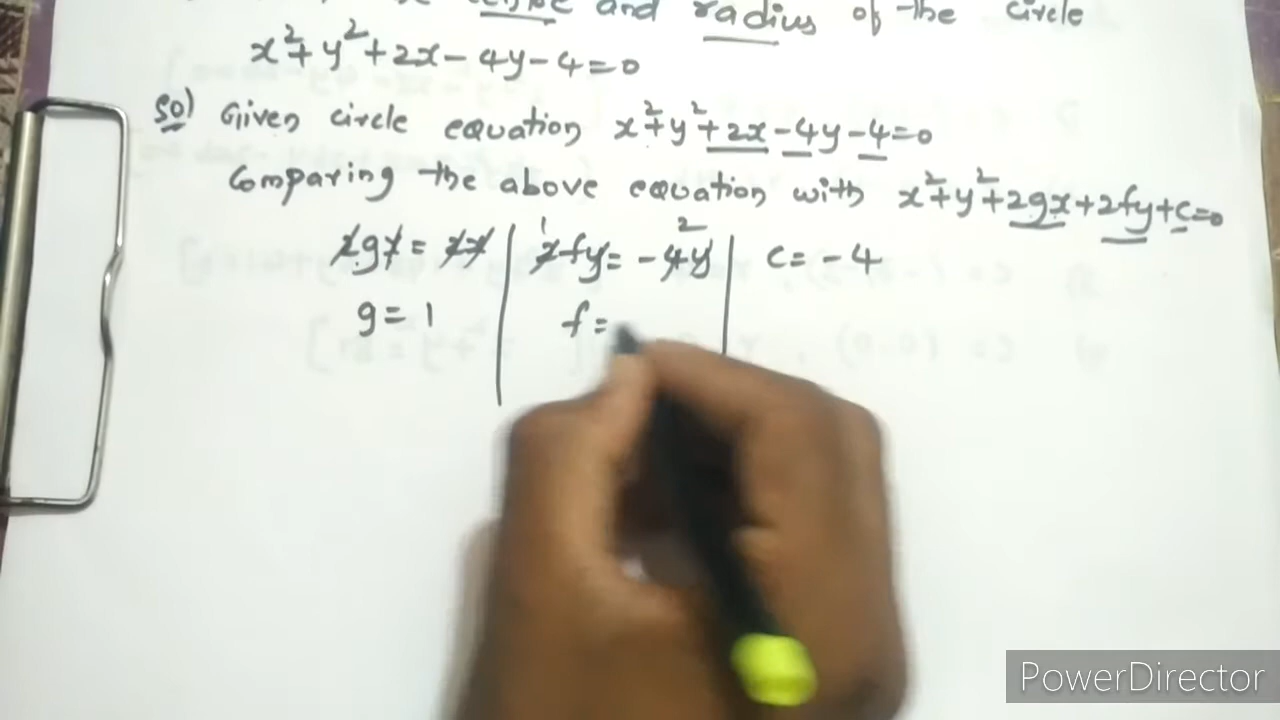 and radius of the circle
x²+y²+2x-4y-4=0
Sol Given circle equation x²+y²+2x-4y-4=0
Comparing the above equation with x²+y²+2gx+2fy+c=0
2gx = 2x | 2fy = -4y | c = -4
1 2
g = 1 f =
PowerDirector